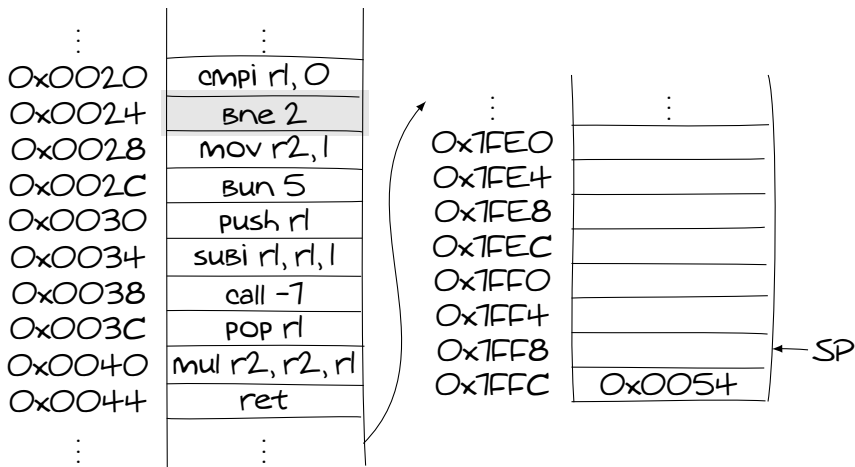 ⋮ ⋮
0x0020 cmpi r1, 0
0x0024 bne 2
0x0028 mov r2, 1
0x002C bun 5
0x0030 push r1
0x0034 subi r1, r1, 1
0x0038 call -7
0x003C pop r1
0x0040 mul r2, r2, r1
0x0044 ret
⋮ ⋮
⋮ ⋮
0x7FE0
0x7FE4
0x7FE8
0x7FEC
0x7FF0
0x7FF4
0x7FF8
SP
0x7FFC 0x0054